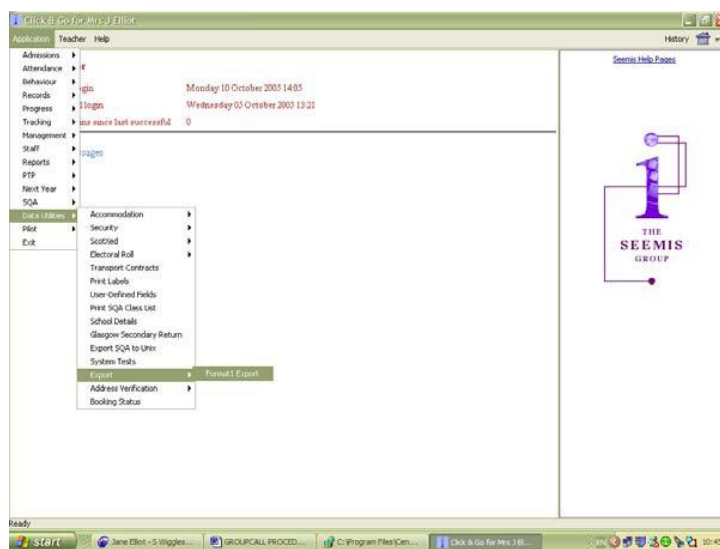 Click & Go for Mrs J Elliot
Application Teacher Help
History
Admissions
Attendance
Behaviour
Records
Progress
Tracking
Management
Staff
Reports
PTP
Next Year
SQA
Data Utilities
Pilot
Exit
Monday 10 October 2005 14:05
login
Wednesday 05 October 2005 13:21
ins since last successful 0
Accommodation
Security
ScotXed
Electoral Roll
Transport Contracts
Print Labels
User-Defined Fields
Print SQA Class List
School Details
Glasgow Secondary Return
Export SQA to Unix
System Tests
Export
Format1 Export
Address Verification
Booking Status
Seemis Help Pages
THE
SEEMIS
GROUP
Ready
start
Jane Elliot - S Wiggles...
GROUPCALL PROCED...
C:\Program Files\Cen...
Click & Go for Mrs J Ell...
EN
10:45